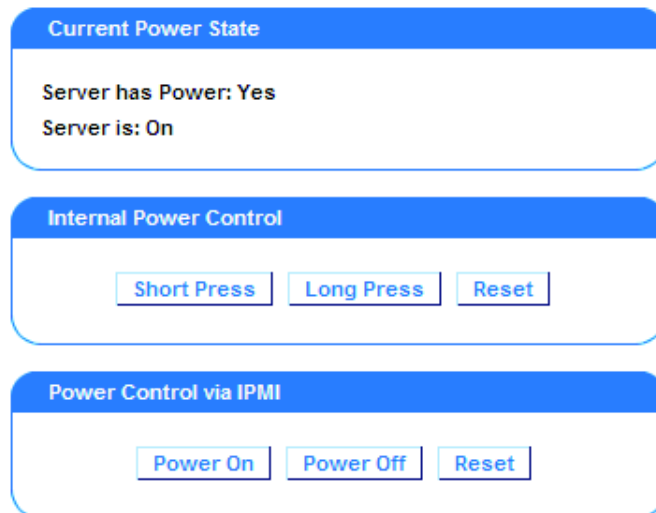 Current Power State
Server has Power: Yes
Server is: On
Internal Power Control
Short Press Long Press Reset
Power Control via IPMI
Power On Power Off Reset